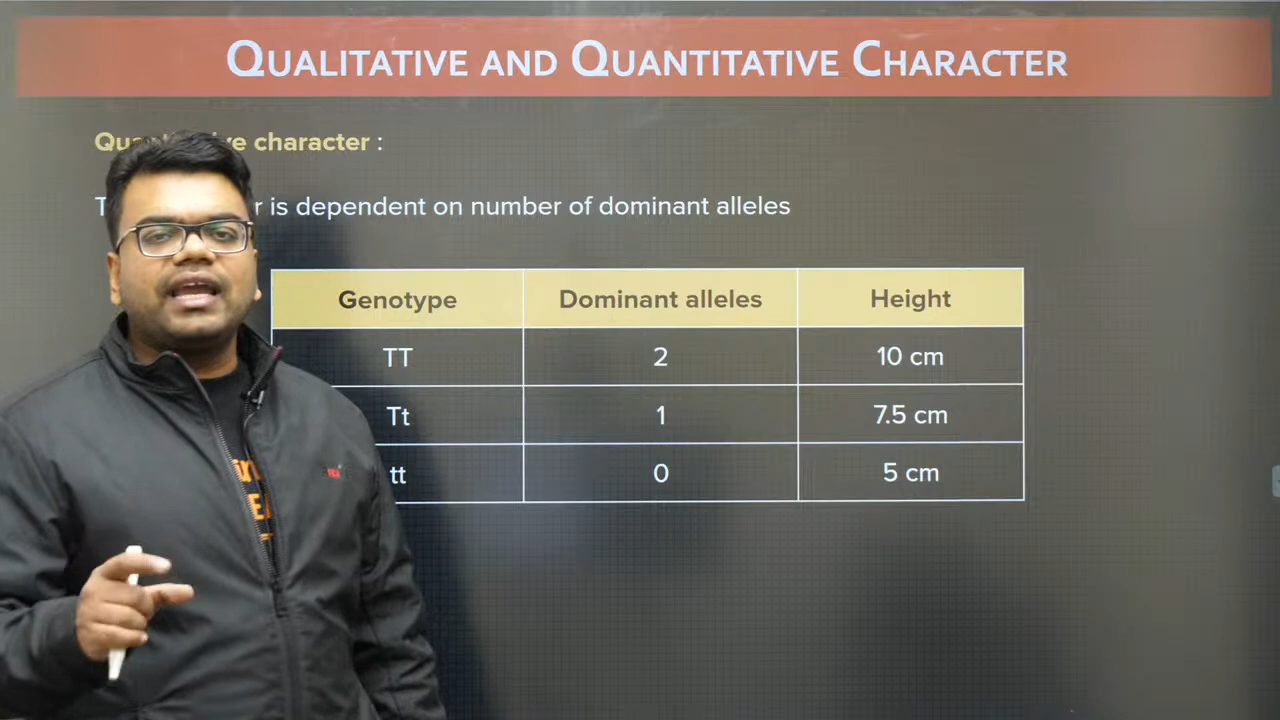 QUALITATIVE AND QUANTITATIVE CHARACTER
character :
is dependent on number of dominant alleles
Genotype Dominant alleles Height
TT 2 10 cm
Tt 1 7.5 cm
tt 0 5 cm